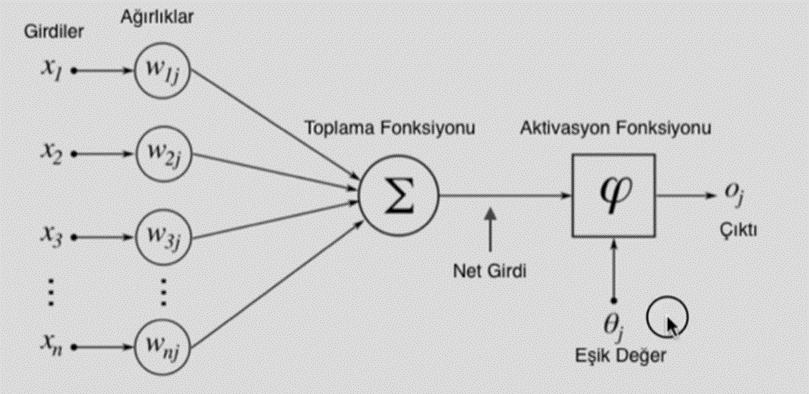 Girdiler
Ağırlıklar
x1
w1j
x2
w2j
x3
w3j
xn
wnj
Toplama Fonksiyonu
Σ
Net Girdi
Aktivasyon Fonksiyonu
φ
oj
Çıktı
θj
Eşik Değer